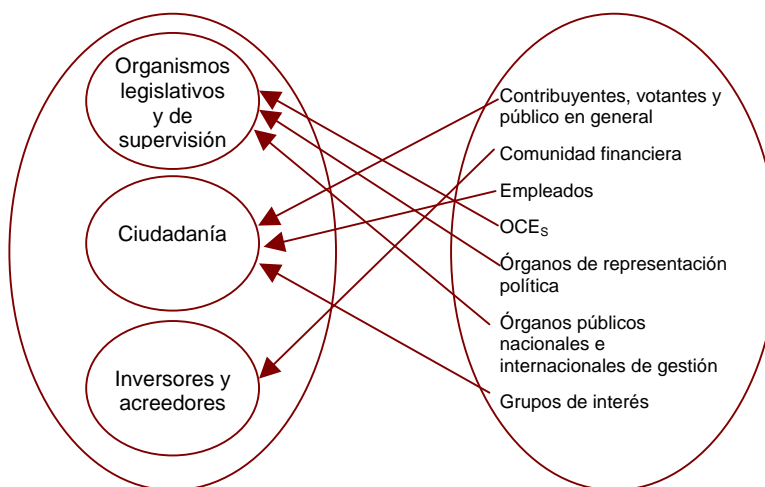 Organismos
legislativos
y de
supervisión
Ciudadanía
Inversores y
acreedores
Contribuyentes, votantes y
público en general
Comunidad financiera
Empleados
OCES
Órganos de representación
política
Órganos públicos
nacionales e
internacionales de gestión
Grupos de interés